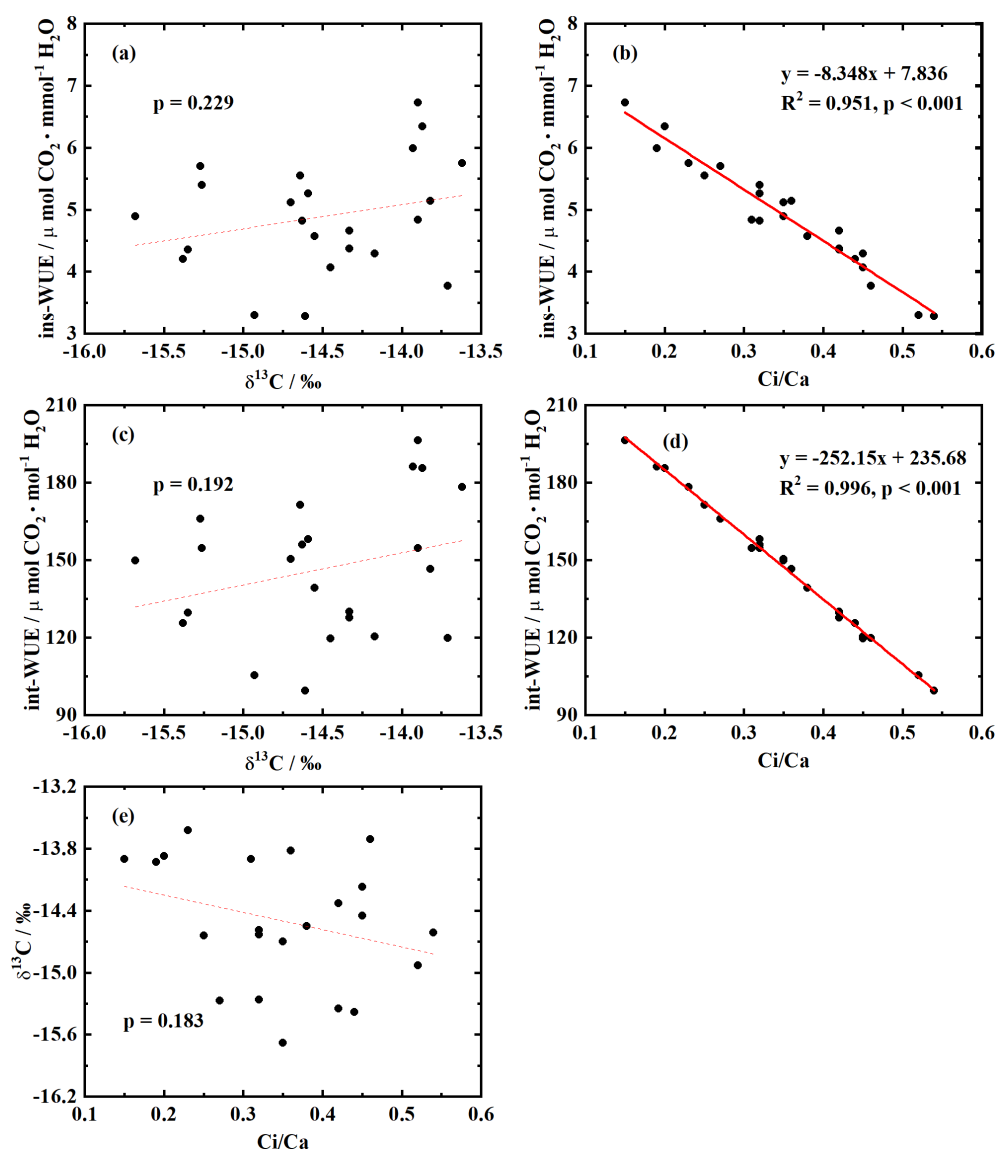 ins-WUE / μ mol CO₂ · mmol⁻¹ H₂O
8
7
6
5
4
3
(a)
p = 0.229
-16.0 -15.5 -15.0 -14.5 -14.0 -13.5
δ¹³C / ‰
ins-WUE / μ mol CO₂ · mmol⁻¹ H₂O
8
7
6
5
4
3
(b)
y = -8.348x + 7.836
R² = 0.951, p < 0.001
0.1 0.2 0.3 0.4 0.5 0.6
Ci/Ca
int-WUE / μ mol CO₂ · mol⁻¹ H₂O
210
180
150
120
90
(c)
p = 0.192
-16.0 -15.5 -15.0 -14.5 -14.0 -13.5
δ¹³C / ‰
int-WUE / μ mol CO₂ · mol⁻¹ H₂O
210
180
150
120
90
(d)
y = -252.15x + 235.68
R² = 0.996, p < 0.001
0.1 0.2 0.3 0.4 0.5 0.6
Ci/Ca
δ¹³C / ‰
-13.2
-13.8
-14.4
-15.0
-15.6
-16.2
(e)
p = 0.183
0.1 0.2 0.3 0.4 0.5 0.6
Ci/Ca